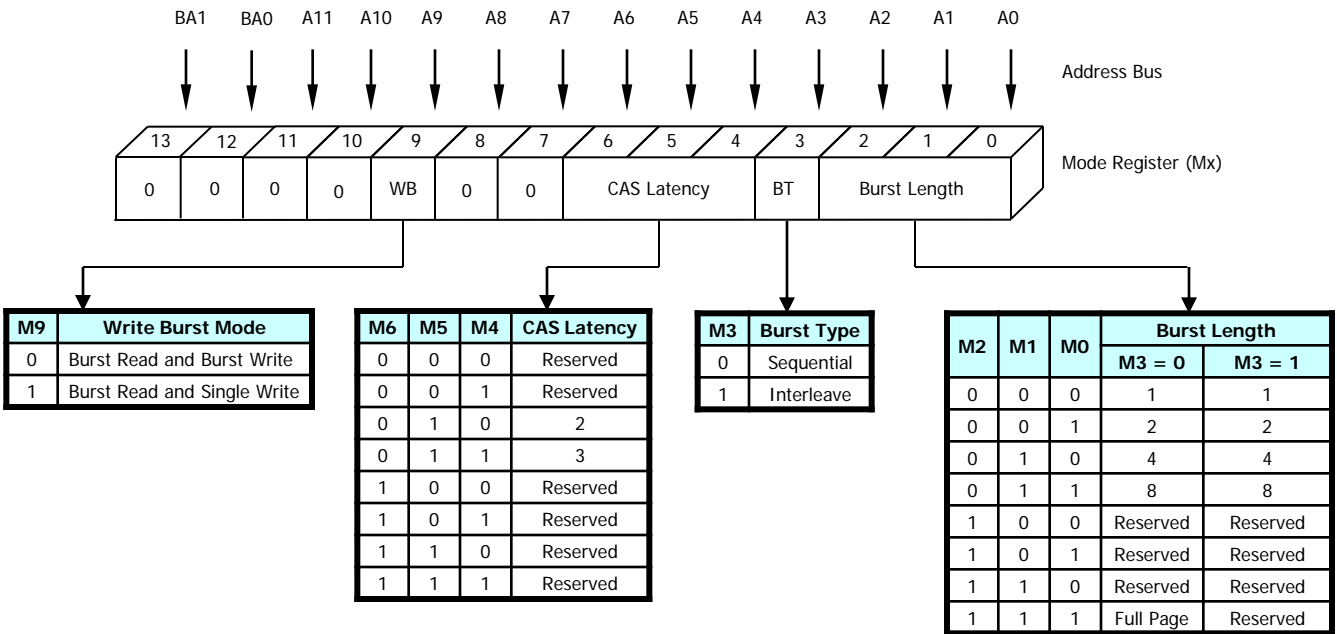 BA1 BA0 A11 A10 A9 A8 A7 A6 A5 A4 A3 A2 A1 A0
Address Bus
13 12 11 10 9 8 7 6 5 4 3 2 1 0
Mode Register (Mx)
0 0 0 0 WB 0 0 CAS Latency BT Burst Length
M9 Write Burst Mode
0 Burst Read and Burst Write
1 Burst Read and Single Write
M6 M5 M4 CAS Latency
0 0 0 Reserved
0 0 1 Reserved
0 1 0 2
0 1 1 3
1 0 0 Reserved
1 0 1 Reserved
1 1 0 Reserved
1 1 1 Reserved
M3 Burst Type
0 Sequential
1 Interleave
M2 M1 M0 Burst Length
M3 = 0 M3 = 1
0 0 0 1 1
0 0 1 2 2
0 1 0 4 4
0 1 1 8 8
1 0 0 Reserved Reserved
1 0 1 Reserved Reserved
1 1 0 Reserved Reserved
1 1 1 Full Page Reserved